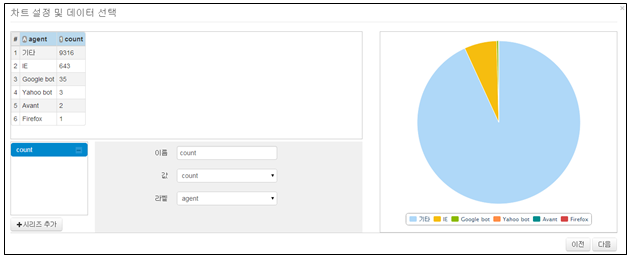 차트 설정 및 데이터 선택
# agent count
1 기타 9316
2 IE 643
3 Google bot 35
4 Yahoo bot 3
5 Avant 2
6 Firefox 1
count
이름 count
값 count
라벨 agent
+시리즈 추가
기타 IE Google bot Yahoo bot Avant Firefox
이전 다음